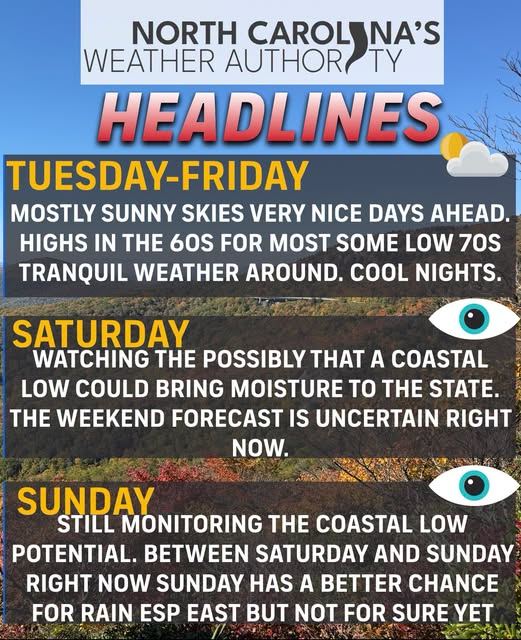 NORTH CAROLINA'S
WEATHER AUTHORITY
HEADLINES
TUESDAY-FRIDAY
MOSTLY SUNNY SKIES VERY NICE DAYS AHEAD.
HIGHS IN THE 60S FOR MOST SOME LOW 70S
TRANQUIL WEATHER AROUND. COOL NIGHTS.
SATURDAY
WATCHING THE POSSIBLY THAT A COASTAL
LOW COULD BRING MOISTURE TO THE STATE.
THE WEEKEND FORECAST IS UNCERTAIN RIGHT
NOW.
SUNDAY
STILL MONITORING THE COASTAL LOW
POTENTIAL. BETWEEN SATURDAY AND SUNDAY
RIGHT NOW SUNDAY HAS A BETTER CHANCE
FOR RAIN ESP EAST BUT NOT FOR SURE YET